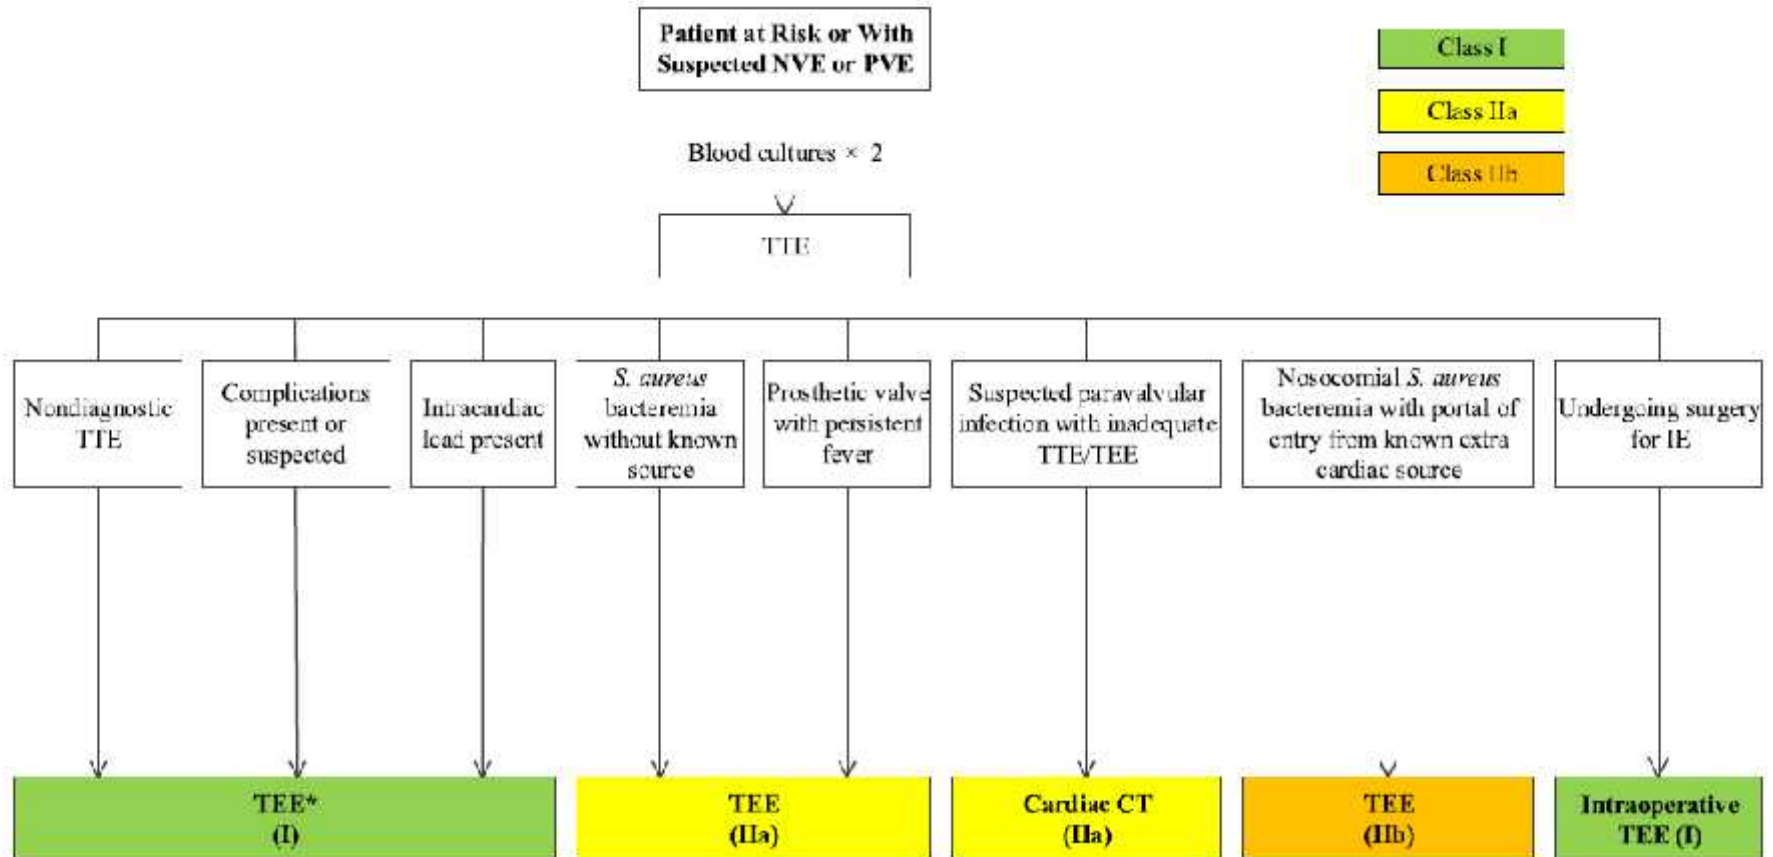 Patient at Risk or With
Suspected NVE or PVE
Class I
Class IIa
Class IIb
Blood cultures × 2
TTE
Nondiagnostic
TTE
Complications
present or
suspected
Intracardiac
lead present
S. aureus
bacteremia
without known
source
Prosthetic valve
with persistent
fever
Suspected paravalvular
infection with inadequate
TTE/TEE
Nosocomial S. aureus
bacteremia with portal of
entry from known extra
cardiac source
Undergoing surgery
for IE
TEE*
(I)
TEE
(IIa)
Cardiac CT
(IIa)
TEE
(IIb)
Intraoperative
TEE (I)